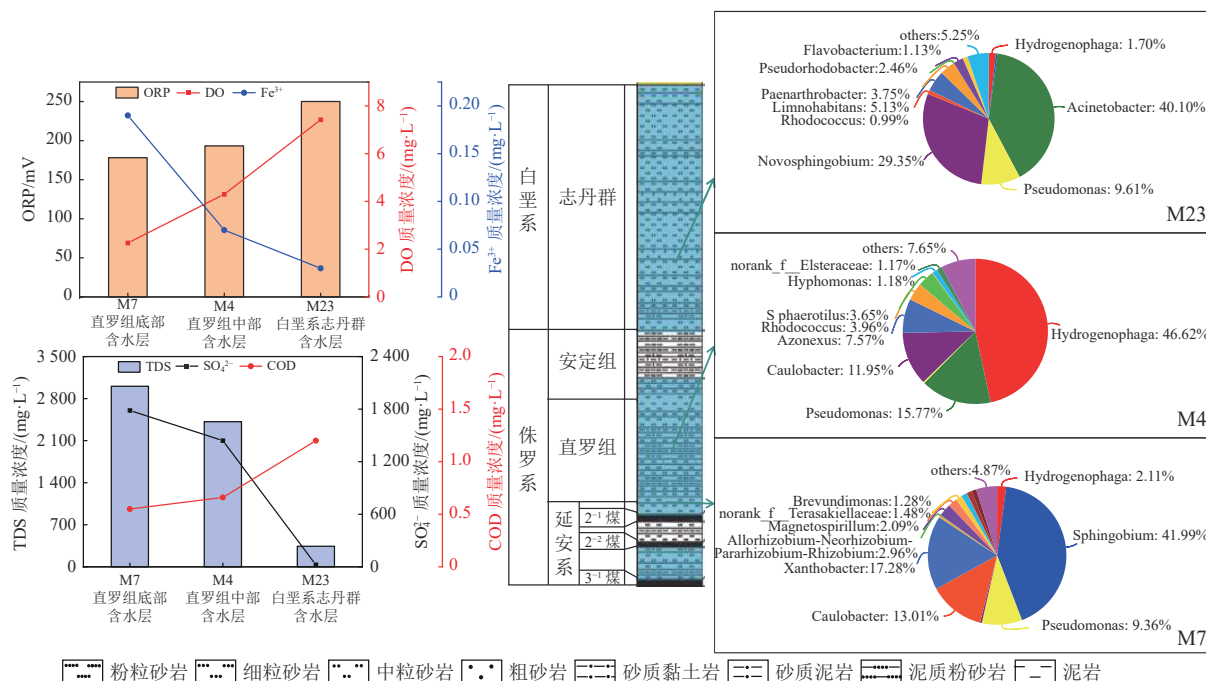 ORP DO Fe³⁺
250
200
150
100
50
0
ORP/mV
8
6
4
2
0
DO 质量浓度/(mg·L⁻¹)
0.20
0.15
0.10
0.05
0
Fe³⁺ 质量浓度/(mg·L⁻¹)
M7 M4 M23
直罗组底部 直罗组中部 白垩系志丹群
含水层 含水层 含水层
TDS SO₄²⁻ COD
3 500
2 800
2 100
1 400
700
0
TDS 质量浓度/(mg·L⁻¹)
2 400
1 800
1 200
600
0
SO₄²⁻ 质量浓度/(mg·L⁻¹)
2.0
1.5
1.0
0.5
0
COD 质量浓度/(mg·L⁻¹)
M7 M4 M23
直罗组底部 直罗组中部 白垩系志丹群
含水层 含水层 含水层
白垩系
志丹群
侏罗系
安定组
直罗组
延安系
2⁻¹ 煤
2⁻² 煤
3⁻¹ 煤
others:5.25%
Flavobacterium:1.13%
Pseudorhodobacter:2.46%
Paenarthrobacter: 3.75%
Limnohabitans: 5.13%
Rhodococcus: 0.99%
Novosphingobium: 29.35%
Hydrogenophaga: 1.70%
Acinetobacter: 40.10%
Pseudomonas: 9.61%
M23
others: 7.65%
norank_f__Elsteraceae: 1.17%
Hyphomonas: 1.18%
S phaerotilus: 3.65%
Rhodococcus: 3.96%
Azonexus: 7.57%
Caulobacter: 11.95%
Pseudomonas: 15.77%
Hydrogenophaga: 46.62%
M4
others:4.87%
Brevundimonas: 1.28%
norank_f__Terasakiellaceae: 1.48%
Magnetospirillum: 2.09%
Allorhizobium-Neorhizobium-
Pararhizobium-Rhizobium: 2.96%
Xanthobacter: 17.28%
Caulobacter: 13.01%
Hydrogenophaga: 2.11%
Sphingobium: 41.99%
Pseudomonas: 9.36%
M7
粉粒砂岩 细粒砂岩 中粒砂岩 粗砂岩 砂质黏土岩 砂质泥岩 泥质粉砂岩 泥岩